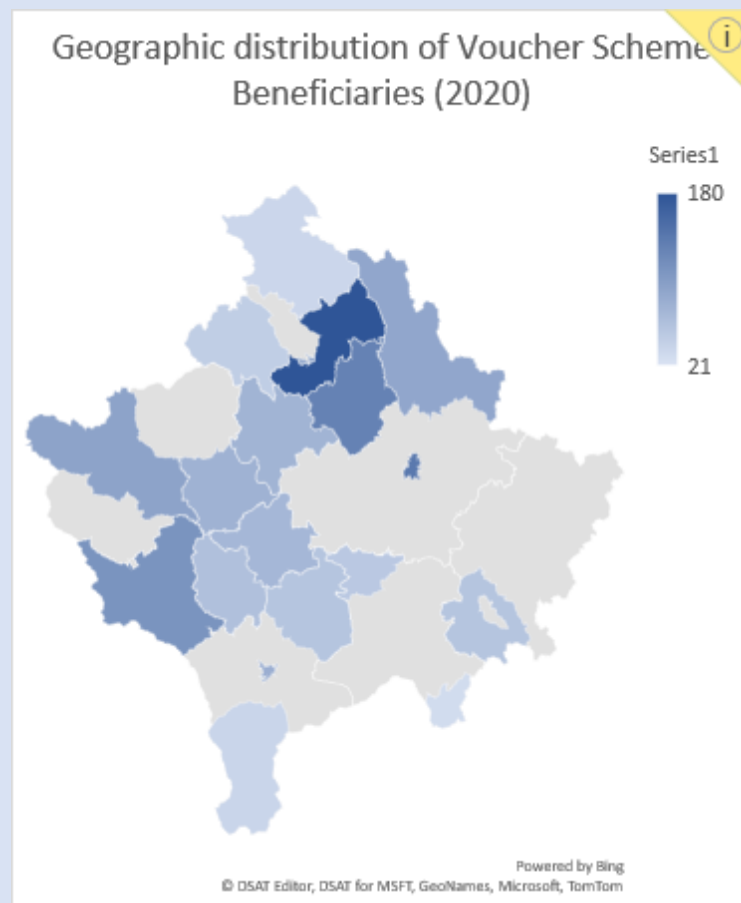 Geographic distribution of Voucher Scheme
Beneficiaries (2020)
i
Series1
180
21
Powered by Bing
© DSAT Editor, DSAT for MSFT, GeoNames, Microsoft, TomTom